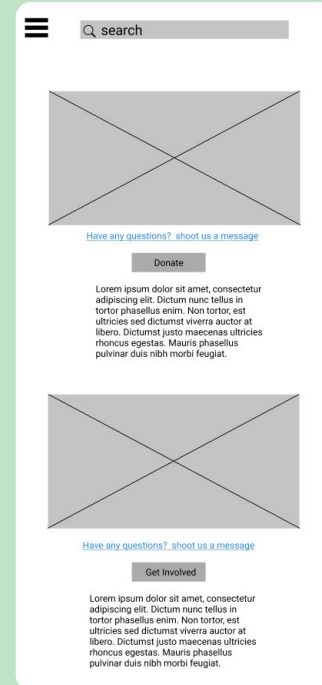 search
Have any questions?  shoot us a message
Donate
Lorem ipsum dolor sit amet, consectetur
adipiscing elit. Dictum nunc tellus in
tortor phasellus enim. Non tortor, est
ultricies sed dictumst viverra auctor at
libero. Dictumst justo maecenas ultricies
rhoncus egestas. Mauris phasellus
pulvinar duis nibh morbi feugiat.
Have any questions?  shoot us a message
Get Involved
Lorem ipsum dolor sit amet, consectetur
adipiscing elit. Dictum nunc tellus in
tortor phasellus enim. Non tortor, est
ultricies sed dictumst viverra auctor at
libero. Dictumst justo maecenas ultricies
rhoncus egestas. Mauris phasellus
pulvinar duis nibh morbi feugiat.